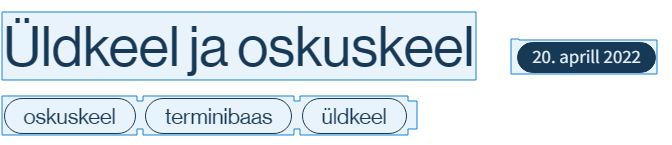 Üldkeel ja oskuskeel
20. aprill 2022
oskuskeel
terminibaas
üldkeel